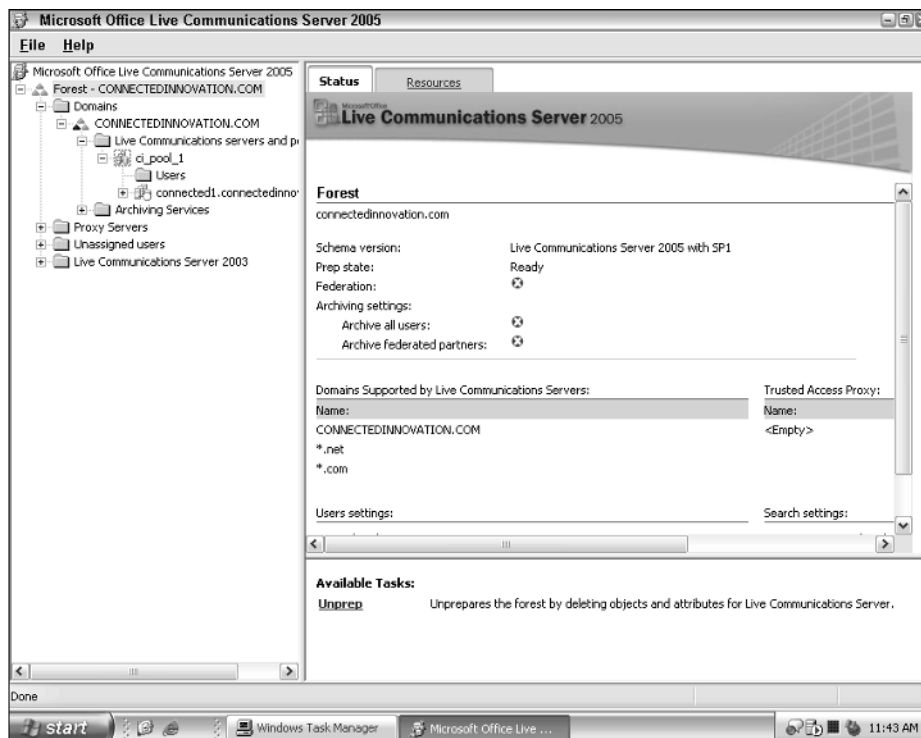 Microsoft Office Live Communications Server 2005
File Help
Microsoft Office Live Communications Server 2005
Forest - CONNECTEDINNOVATION.COM
Domains
CONNECTEDINNOVATION.COM
Live Communications servers and p
ci_pool_1
Users
connected1.connectedinno
Archiving Services
Proxy Servers
Unassigned users
Live Communications Server 2003
Status Resources
Microsoft Office
Live Communications Server 2005
Forest
connectedinnovation.com
Schema version: Live Communications Server 2005 with SP1
Prep state: Ready
Federation:
Archiving settings:
Archive all users:
Archive federated partners:
Domains Supported by Live Communications Servers: Trusted Access Proxy:
Name: Name:
CONNECTEDINNOVATION.COM <Empty>
*.net
*.com
Users settings: Search settings:
Available Tasks:
Unprep Unprepares the forest by deleting objects and attributes for Live Communications Server.
Done
start Windows Task Manager Microsoft Office Live ... 11:43 AM